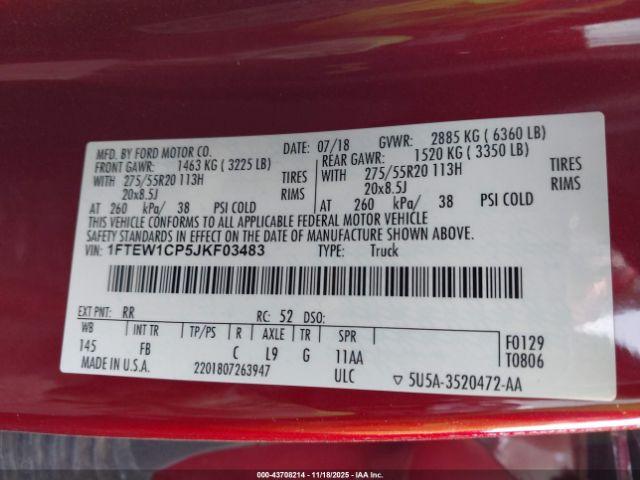 MFD. BY FORD MOTOR CO. DATE: 07/18 GVWR: 2885 KG ( 6360 LB)
FRONT GAWR: 1463 KG ( 3225 LB) REAR GAWR: 1520 KG ( 3350 LB)
WITH 275/55R20 113H TIRES WITH 275/55R20 113H TIRES
20x8.5J RIMS 20x8.5J RIMS
AT 260 kPa/ 38 PSI COLD AT 260 kPa/ 38 PSI COLD
THIS VEHICLE CONFORMS TO ALL APPLICABLE FEDERAL MOTOR VEHICLE
SAFETY STANDARDS IN EFFECT ON THE DATE OF MANUFACTURE SHOWN ABOVE.
VIN: 1FTEW1CP5JKF03483 TYPE: Truck
EXT PNT: RR RC: 52 DSO:
WB INT TR TP/PS R AXLE TR SPR
145 FB C L9 G 11AA
F0129
T0806
MADE IN U.S.A. 2201807263947 ULC ▽ 5U5A-3520472-AA
000-43708214 - 11/18/2025 - IAA Inc.